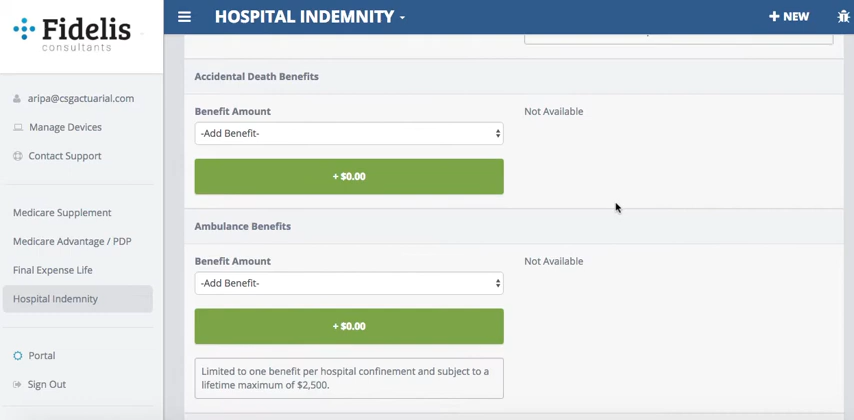 Fidelis
consultants
HOSPITAL INDEMNITY
+ NEW
aripa@csgactuarial.com
Manage Devices
Contact Support
Medicare Supplement
Medicare Advantage / PDP
Final Expense Life
Hospital Indemnity
Portal
Sign Out
Accidental Death Benefits
Benefit Amount
Not Available
-Add Benefit-
+ $0.00
Ambulance Benefits
Benefit Amount
Not Available
-Add Benefit-
+ $0.00
Limited to one benefit per hospital confinement and subject to a
lifetime maximum of $2,500.